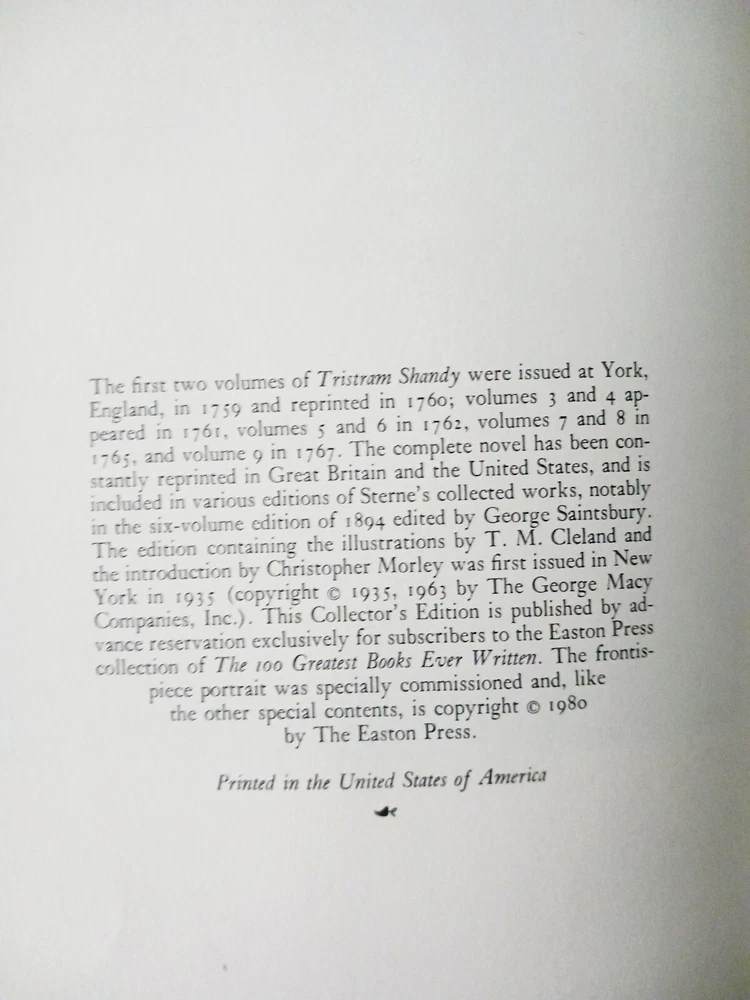 The first two volumes of Tristram Shandy were issued at York,
England, in 1759 and reprinted in 1760; volumes 3 and 4 ap-
peared in 1761, volumes 5 and 6 in 1762, volumes 7 and 8 in
1765, and volume 9 in 1767. The complete novel has been con-
stantly reprinted in Great Britain and the United States, and is
included in various editions of Sterne's collected works, notably
in the six-volume edition of 1894 edited by George Saintsbury.
The edition containing the illustrations by T. M. Cleland and
the introduction by Christopher Morley was first issued in New
York in 1935 (copyright © 1935, 1963 by The George Macy
Companies, Inc.). This Collector's Edition is published by ad-
vance reservation exclusively for subscribers to the Easton Press
collection of The 100 Greatest Books Ever Written. The frontis-
piece portrait was specially commissioned and, like
the other special contents, is copyright © 1980
by The Easton Press.
Printed in the United States of America